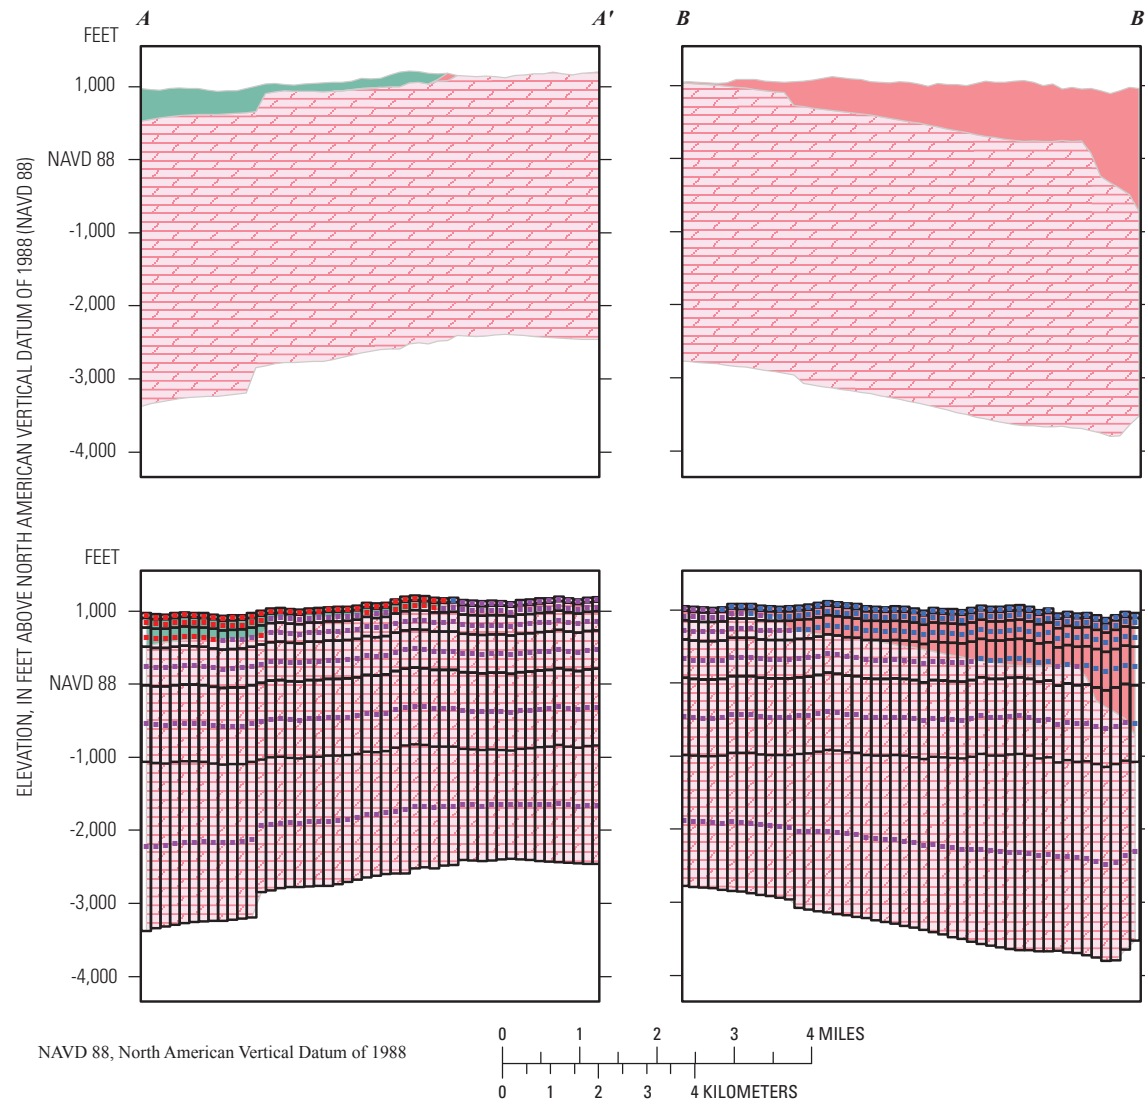 A
A'
B
B
FEET
1,000
NAVD 88
-1,000
-2,000
-3,000
-4,000
ELEVATION, IN FEET ABOVE NORTH AMERICAN VERTICAL DATUM OF 1988 (NAVD 88)
FEET
1,000
NAVD 88
-1,000
-2,000
-3,000
-4,000
NAVD 88, North American Vertical Datum of 1988
0 1 2 3 4 MILES
0 1 2 3 4 KILOMETERS